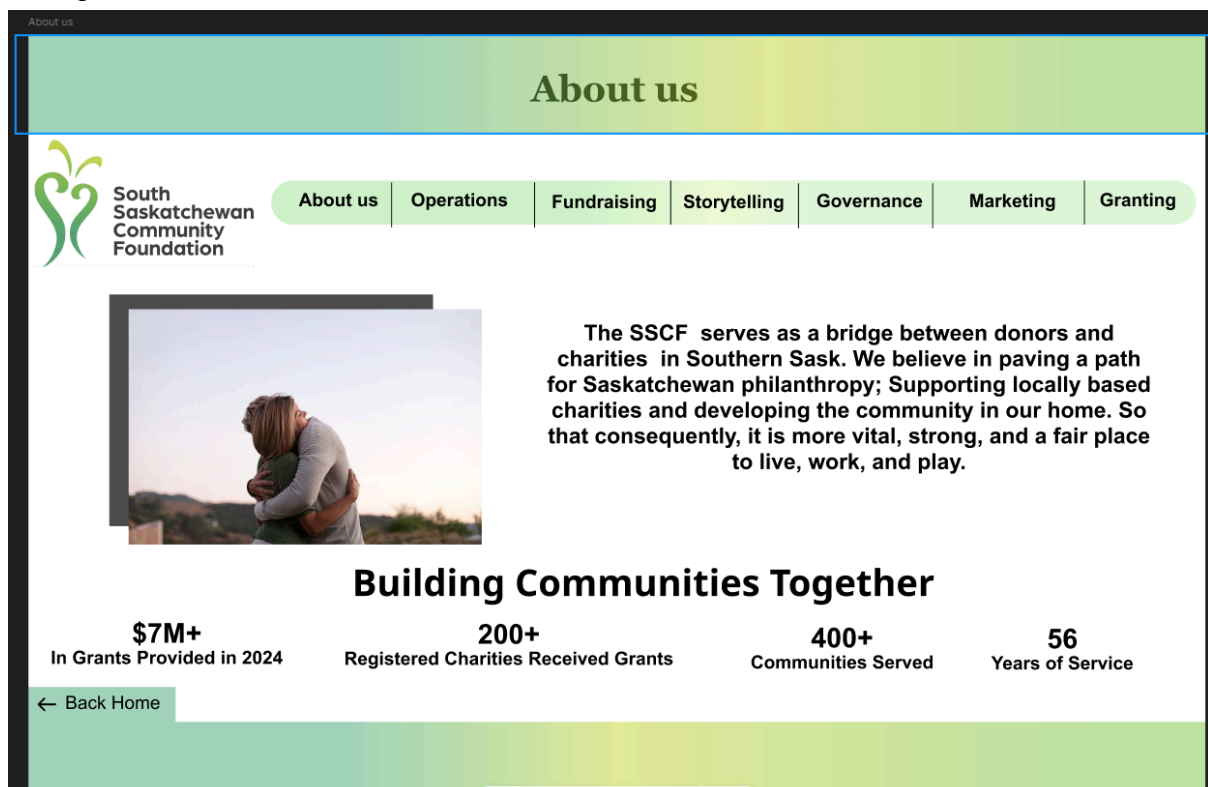 About us
About us
South
Saskatchewan
Community
Foundation
About us Operations Fundraising Storytelling Governance Marketing Granting
The SSCF  serves as a bridge between donors and
charities  in Southern Sask. We believe in paving a path
for Saskatchewan philanthropy; Supporting locally based
charities and developing the community in our home. So
that consequently, it is more vital, strong, and a fair place
to live, work, and play.
Building Communities Together
$7M+ 200+ 400+ 56
In Grants Provided in 2024 Registered Charities Received Grants Communities Served Years of Service
← Back Home